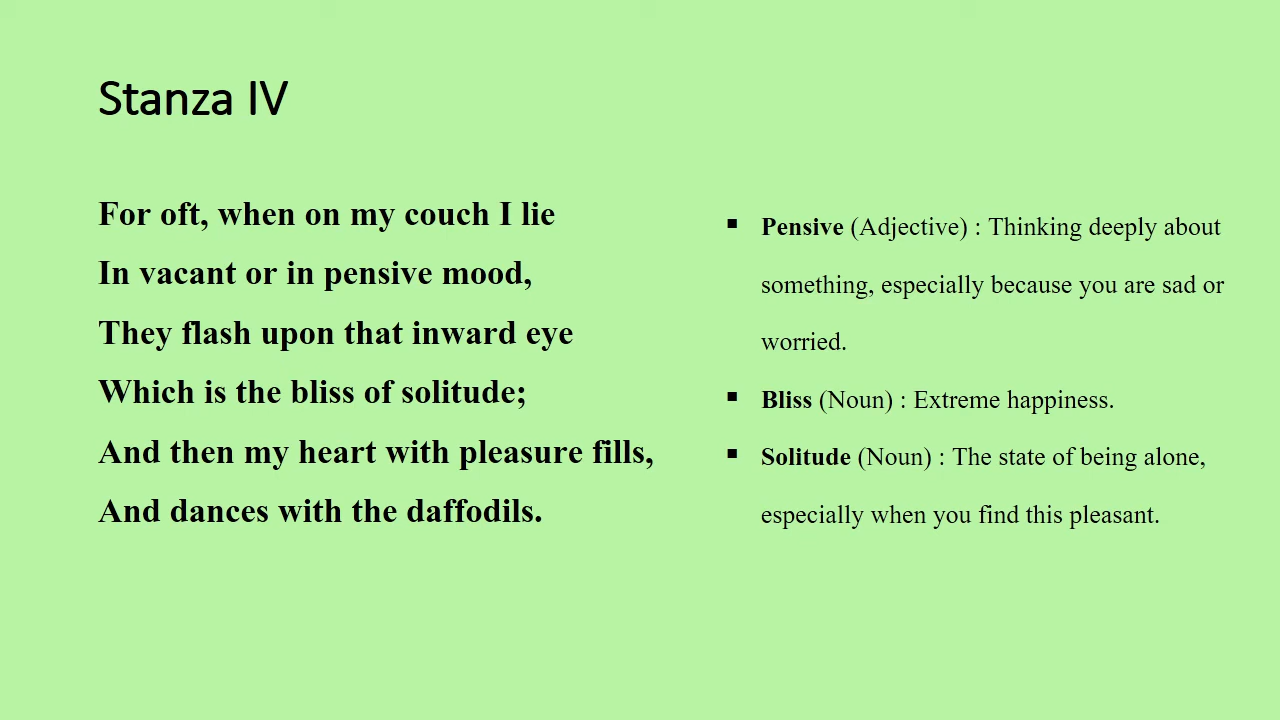 Stanza IV
For oft, when on my couch I lie
In vacant or in pensive mood,
They flash upon that inward eye
Which is the bliss of solitude;
And then my heart with pleasure fills,
And dances with the daffodils.
▪ Pensive (Adjective) : Thinking deeply about
something, especially because you are sad or
worried.
▪ Bliss (Noun) : Extreme happiness.
▪ Solitude (Noun) : The state of being alone,
especially when you find this pleasant.